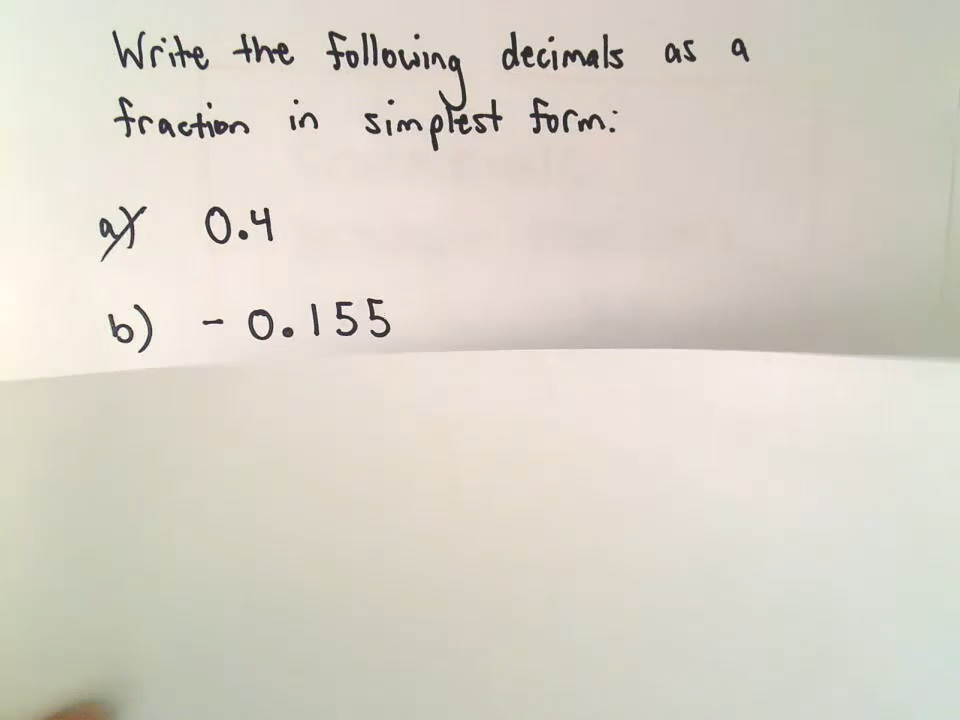 Write the following decimals as a
fraction in simplest form:
a) 0.4
b) - 0.155